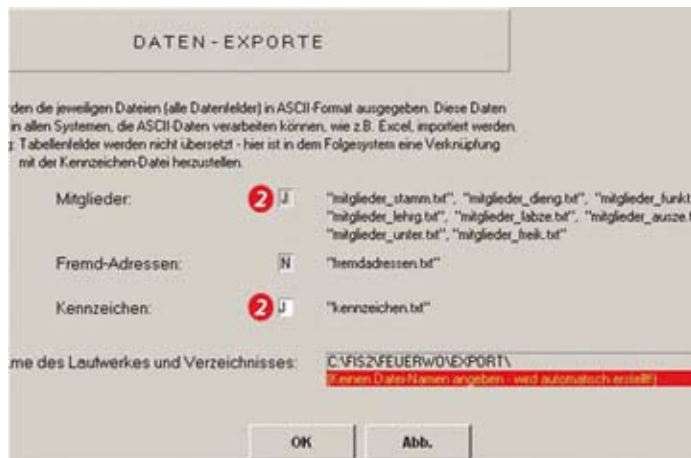 DATEN-EXPORTE
den die jeweiligen Dateien (alle Datenfelder) in ASCII-Format ausgegeben. Diese Daten
in allen Systemen, die ASCII-Daten verarbeiten können, wie z.B. Excel, importiert werden.
g: Tabellenfelder werden nicht übersetzt - hier ist in dem Folgesystem eine Verknüpfung
mit der Kennzeichen-Datei herzustellen.
Mitglieder: 2 J "mitglieder_stamm.txt", "mitglieder_dieng.txt", "mitglieder_funkt
"mitglieder_lehrg.txt", "mitglieder_labze.txt", "mitglieder_ausze.t
"mitglieder_unter.txt", "mitglieder_freik.txt"
Fremd-Adressen: N "fremdadressen.txt"
Kennzeichen: 2 J "kennzeichen.txt"
me des Laufwerkes und Verzeichnisses: C:\FIS2\FEUERWO\EXPORT\
(Keinen Datei-Namen angeben - wird automatisch erstellt!)
OK Abb.